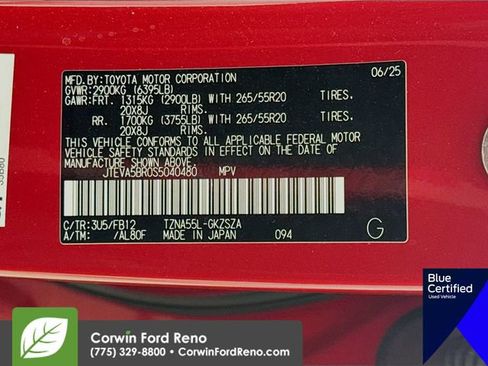 MFD.BY:TOYOTA MOTOR CORPORATION 06/25
GVWR:2900KG (6395LB)
GAWR:FRT. 1315KG (2900LB) WITH 265/55R20 TIRES.
20X8J RIMS.
RR. 1700KG (3755LB) WITH 265/55R20 TIRES.
20X8J RIMS.
THIS VEHICLE CONFORMS TO ALL APPLICABLE FEDERAL MOTOR
VEHICLE SAFETY STANDARDS IN EFFECT ON THE DATE OF
MANUFACTURE SHOWN ABOVE.
JTEVA5BR0S5040480 MPV
C/TR:3U5/FB12 TZNA55L-GKZSZA
A/TM: /AL80F MADE IN JAPAN 094 G
Blue
Certified
Used Vehicle
Corwin Ford Reno
(775) 329-8800 • CorwinFordReno.com